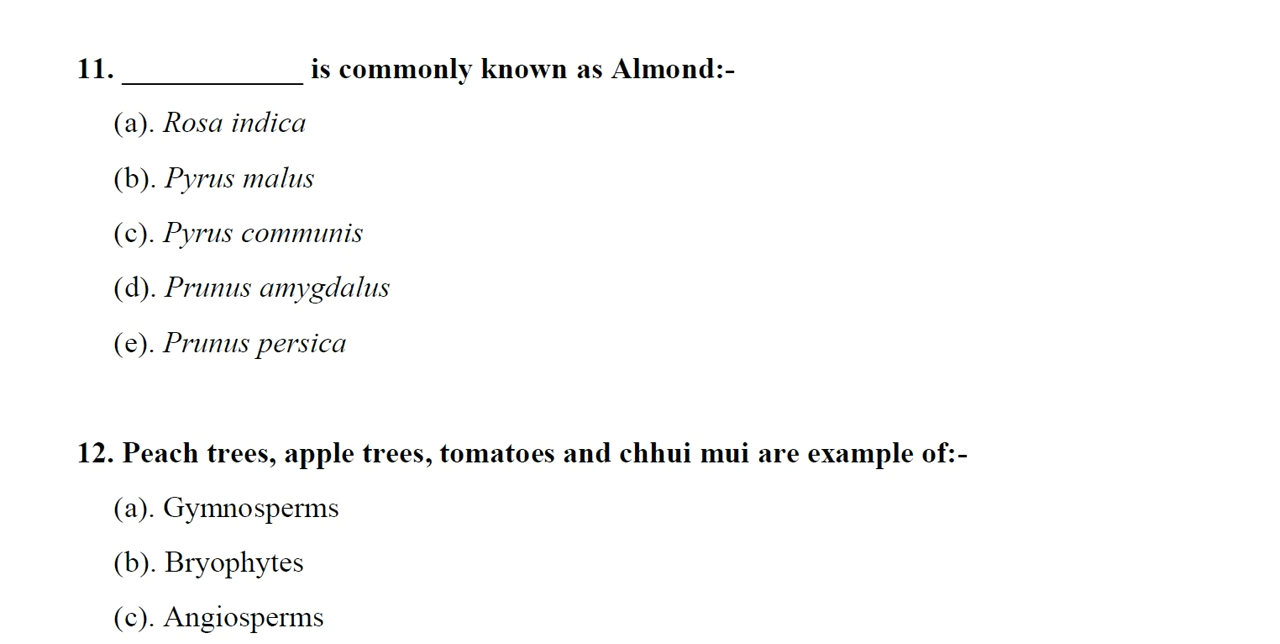 11. ____________ is commonly known as Almond:-
(a). Rosa indica
(b). Pyrus malus
(c). Pyrus communis
(d). Prunus amygdalus
(e). Prunus persica
12. Peach trees, apple trees, tomatoes and chhui mui are example of:-
(a). Gymnosperms
(b). Bryophytes
(c). Angiosperms